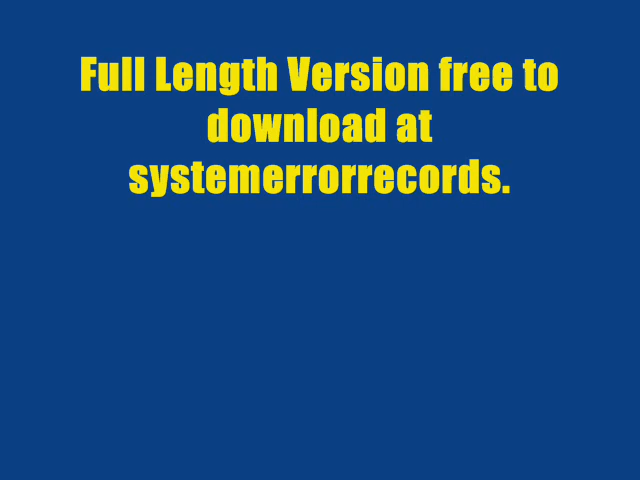 Full Length Version free to
download at
systemerrorrecords.